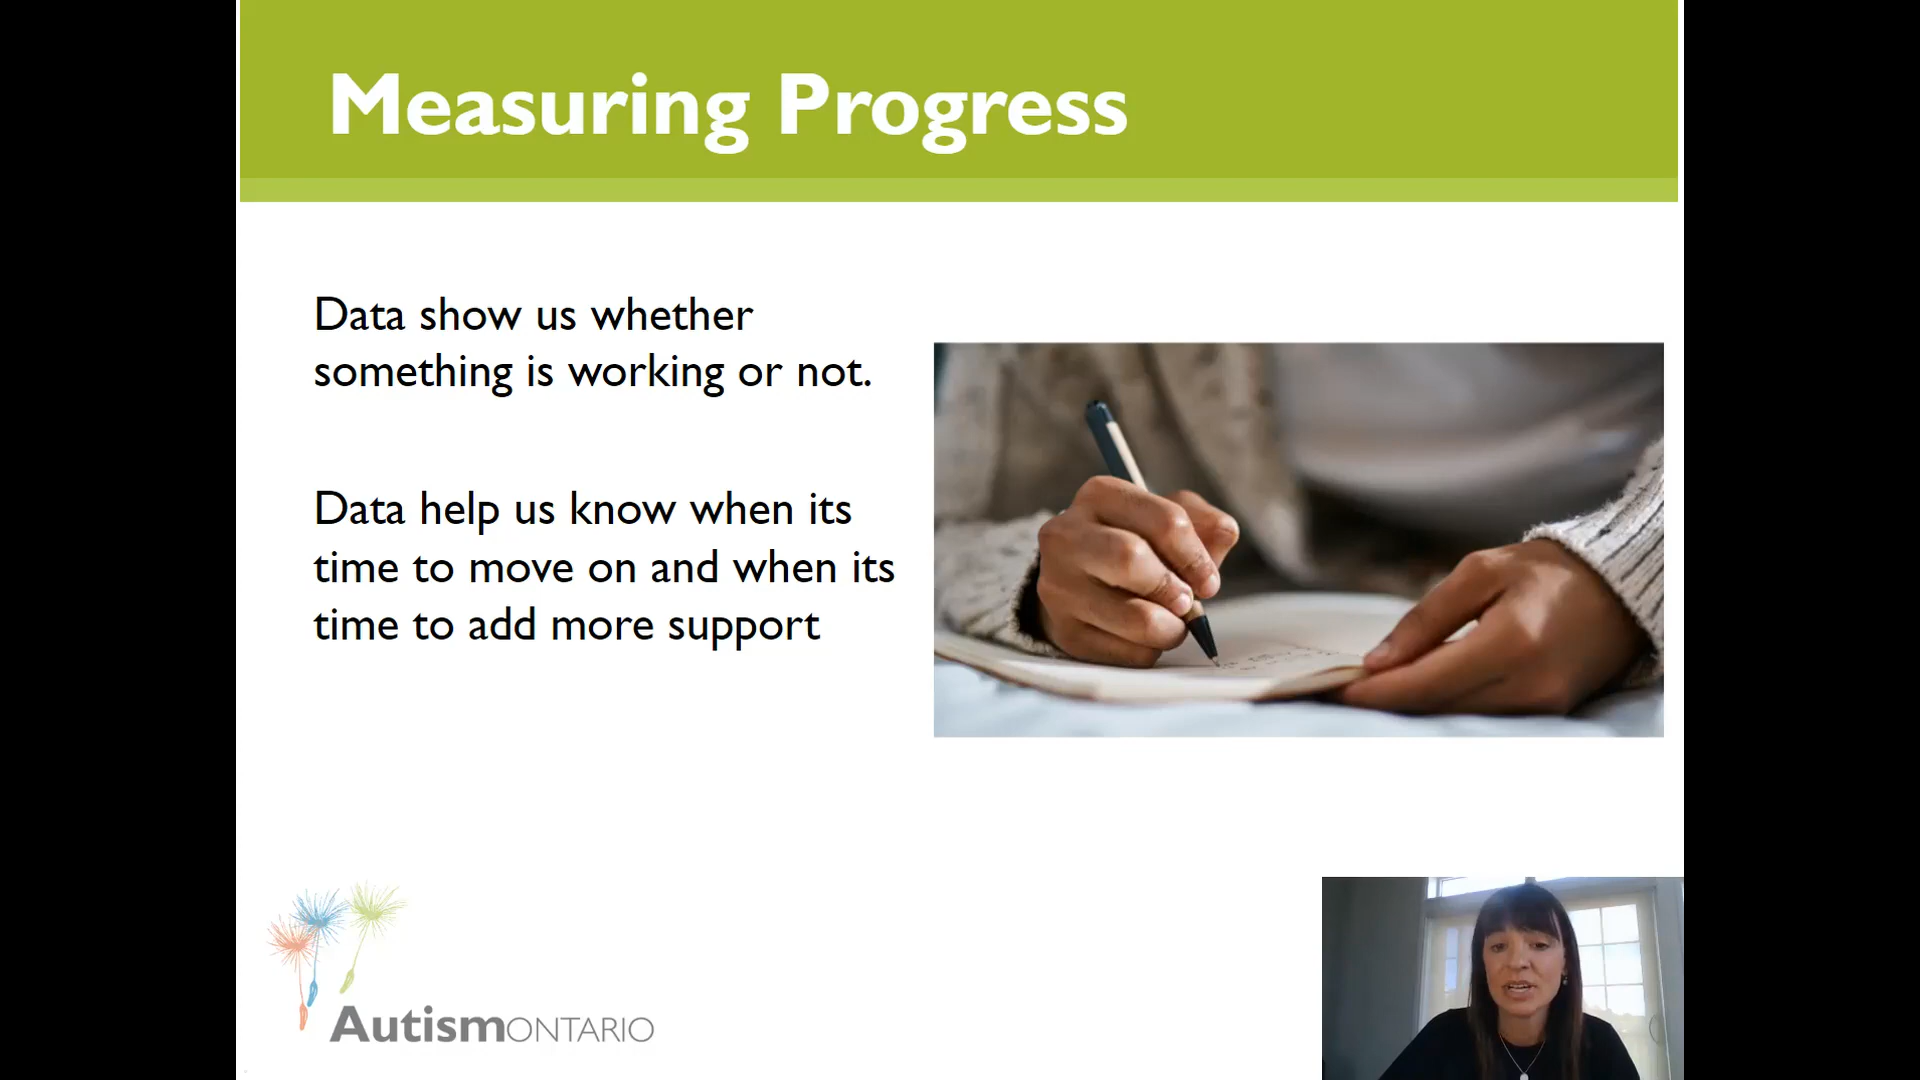 Measuring Progress
Data show us whether
something is working or not.
Data help us know when its
time to move on and when its
time to add more support
AutismONTARIO